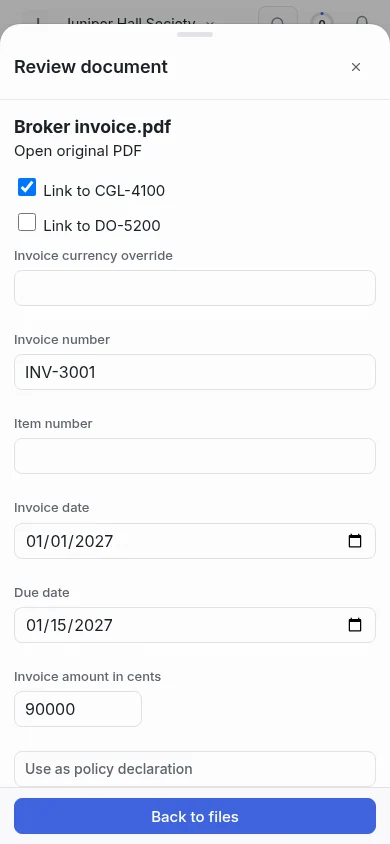 Juniper Hall Society
Review document
Broker invoice.pdf
Open original PDF
Link to CGL-4100
Link to DO-5200
Invoice currency override
Invoice number
INV-3001
Item number
Invoice date
01/01/2027
Due date
01/15/2027
Invoice amount in cents
90000
Use as policy declaration
Back to files